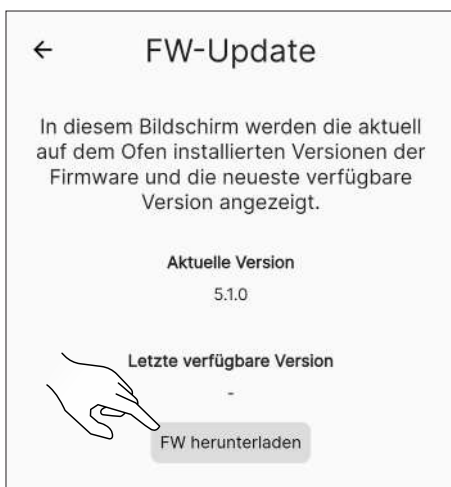 FW-Update
In diesem Bildschirm werden die aktuell
auf dem Ofen installierten Versionen der
Firmware und die neueste verfügbare
Version angezeigt.
Aktuelle Version
5.1.0
Letzte verfügbare Version
-
FW herunterladen